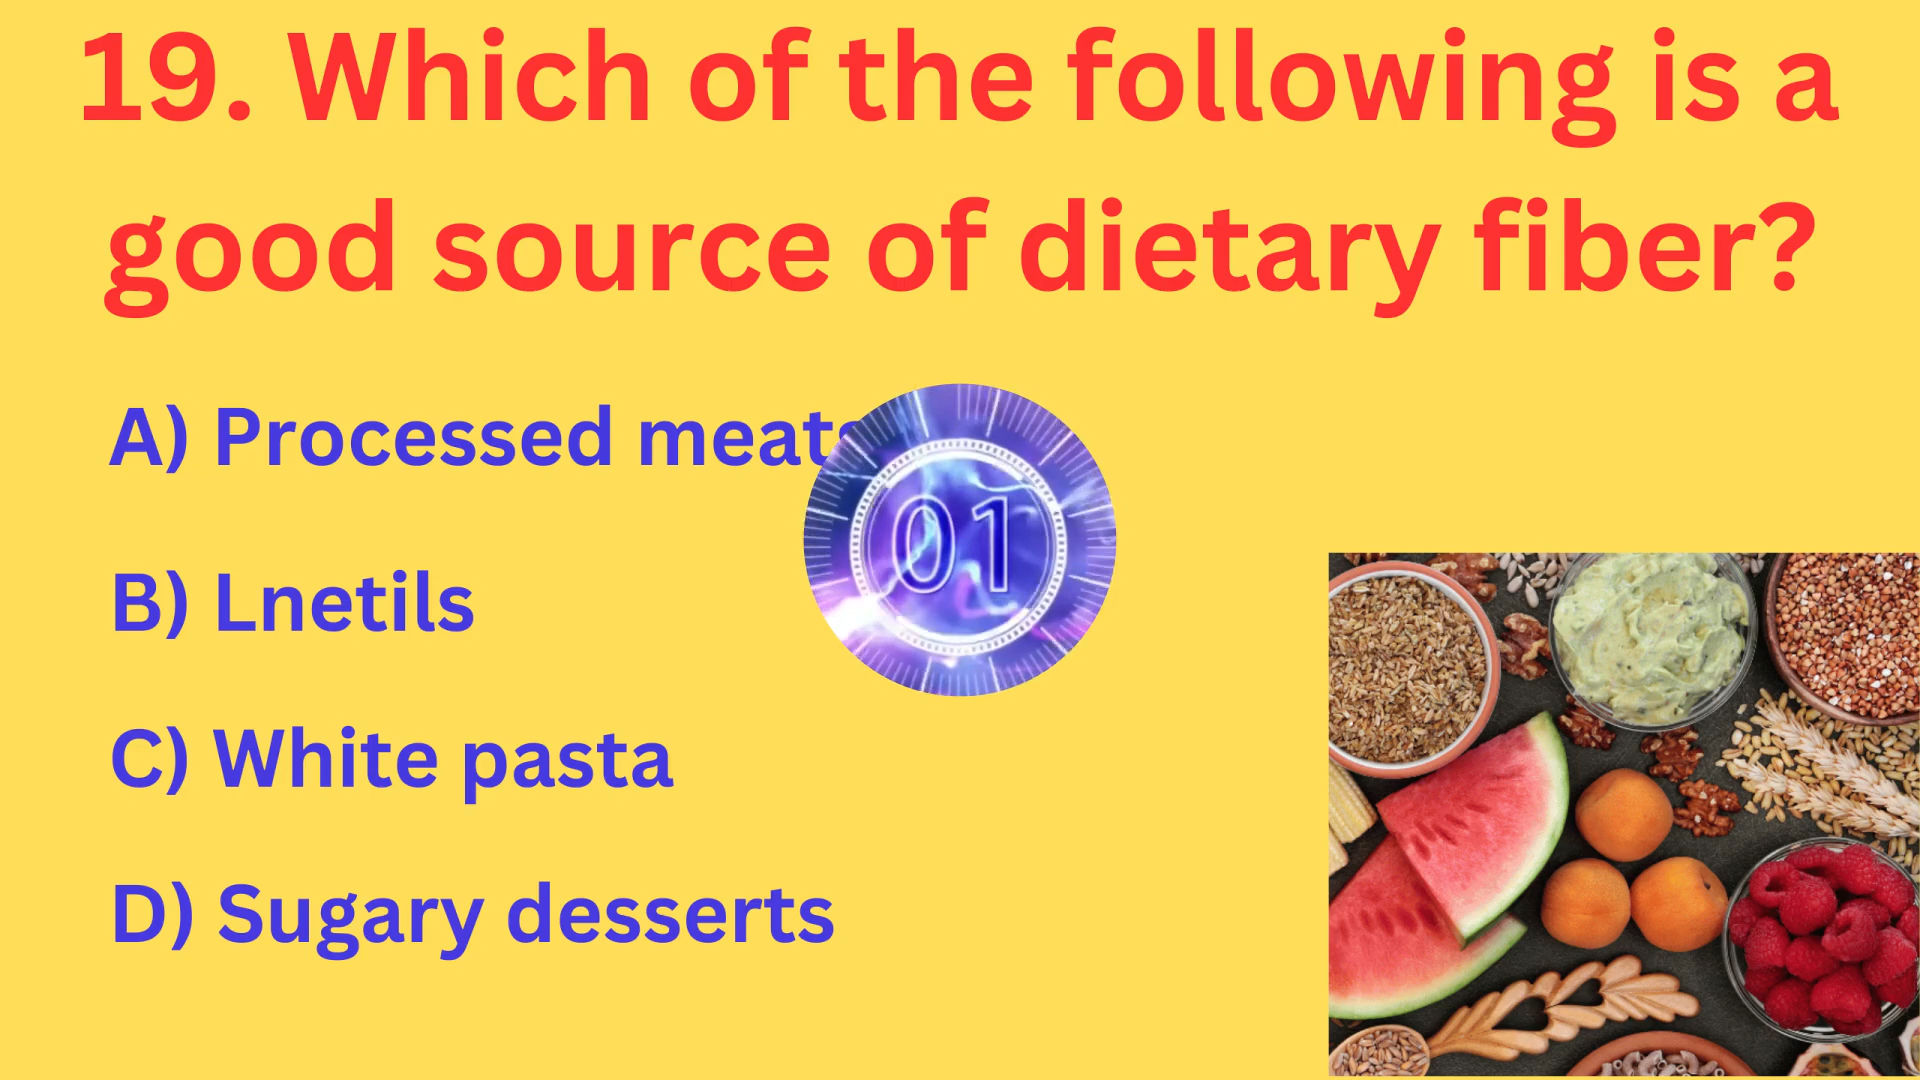 19. Which of the following is a
good source of dietary fiber?
A) Processed meats
01
B) Lnetils
C) White pasta
D) Sugary desserts